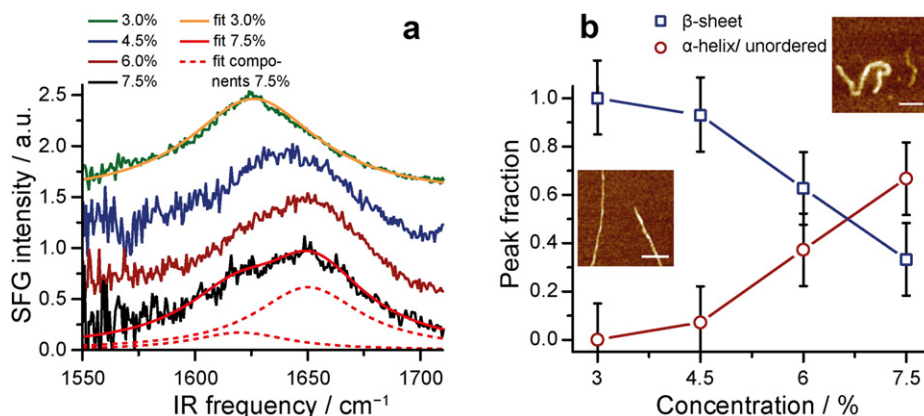 3.0%
4.5%
6.0%
7.5%
fit 3.0%
fit 7.5%
fit compo-
nents 7.5%
a
2.5
2.0
1.5
1.0
0.5
0.0
SFG intensity / a.u.
1550
1600
1650
1700
IR frequency / cm⁻¹
b
β-sheet
α-helix/ unordered
1.0
0.8
0.6
0.4
0.2
0.0
Peak fraction
3
4.5
6
7.5
Concentration / %